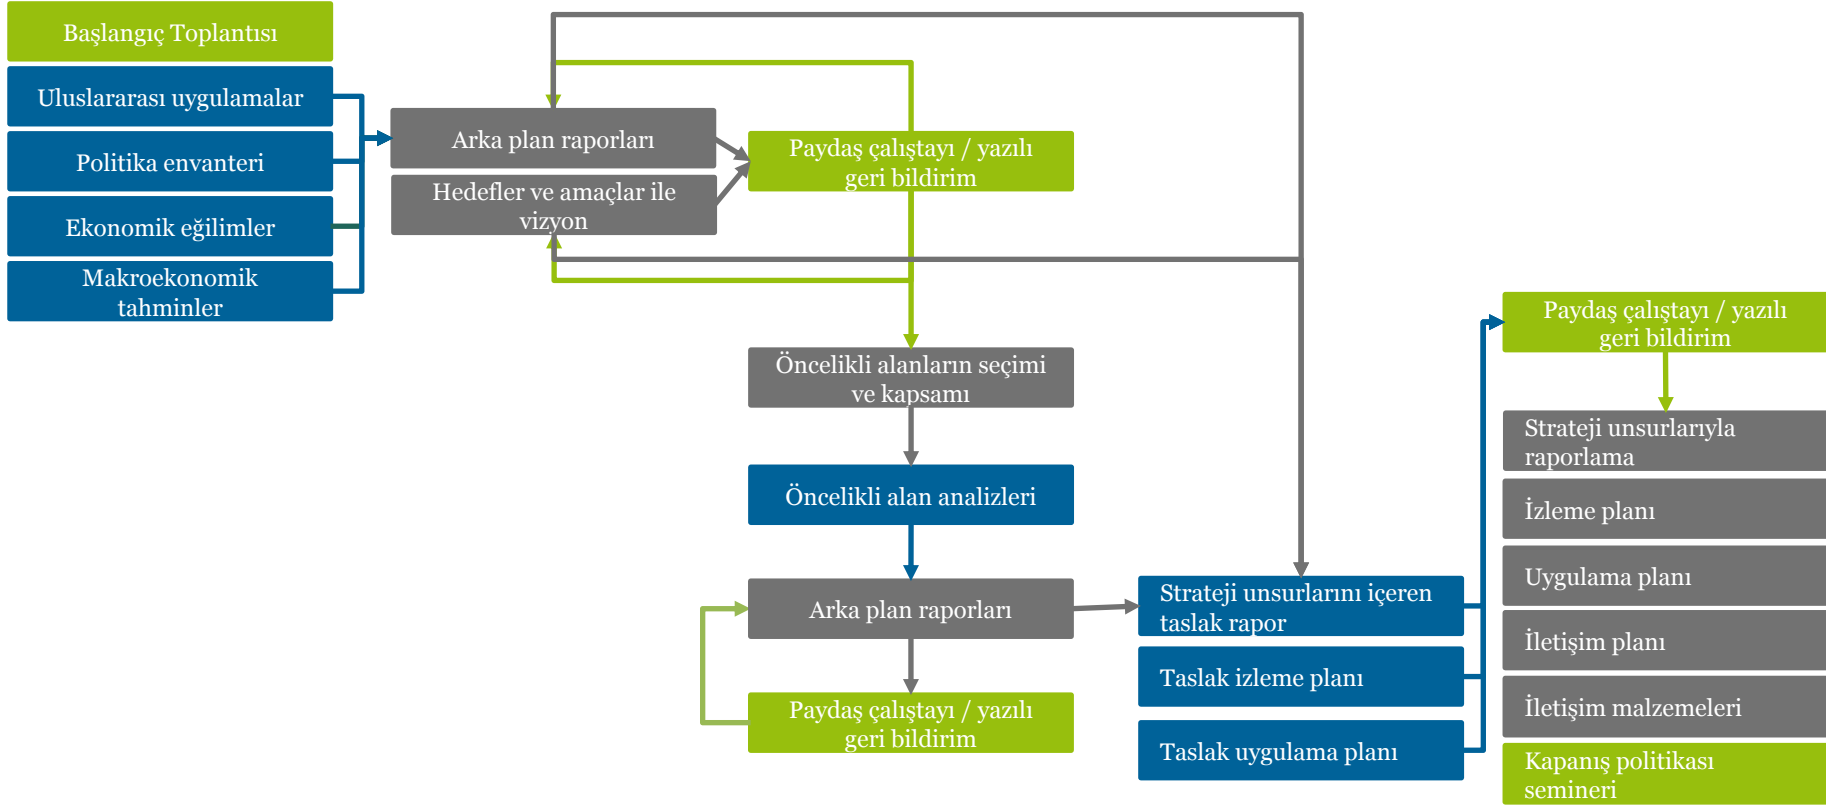 Başlangıç Toplantısı
Uluslararası uygulamalar
Politika envanteri
Ekonomik eğilimler
Makroekonomik
tahminler
Arka plan raporları
Hedefler ve amaçlar ile
vizyon
Paydaş çalıştayı / yazılı
geri bildirim
Öncelikli alanların seçimi
ve kapsamı
Öncelikli alan analizleri
Arka plan raporları
Paydaş çalıştayı / yazılı
geri bildirim
Strateji unsurlarını içeren
taslak rapor
Taslak izleme planı
Taslak uygulama planı
Paydaş çalıştayı / yazılı
geri bildirim
Strateji unsurlarıyla
raporlama
İzleme planı
Uygulama planı
İletişim planı
İletişim malzemeleri
Kapanış politikası
semineri